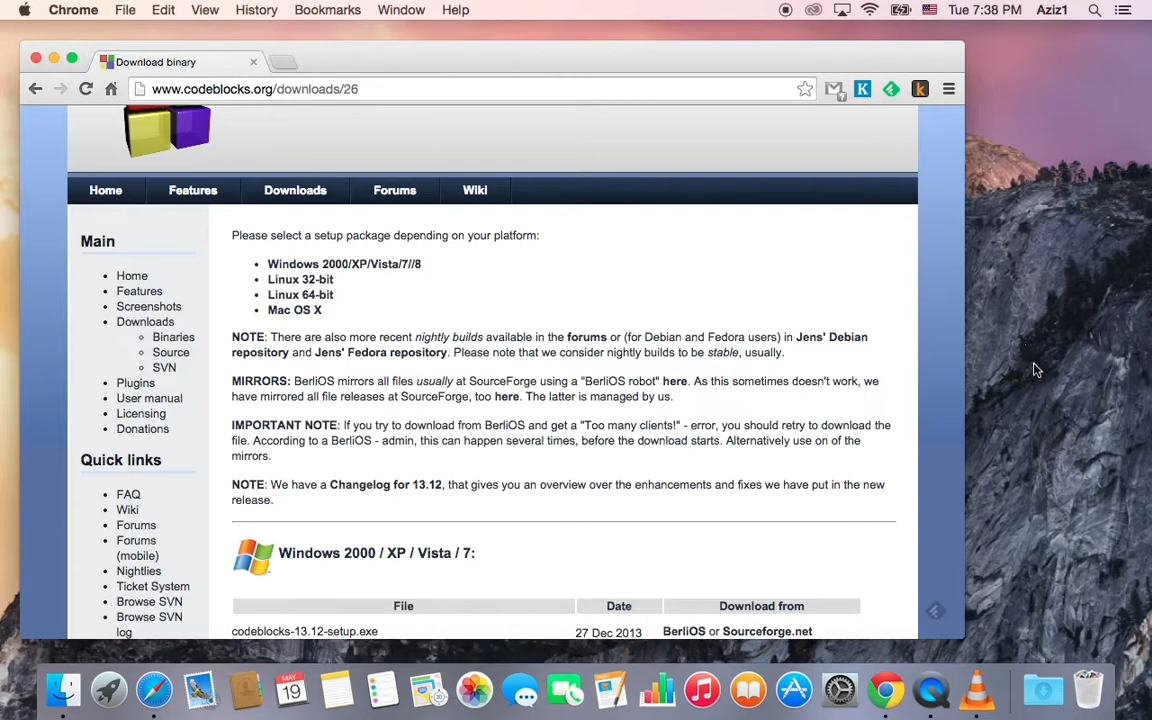 Chrome File Edit View History Bookmarks Window Help Tue 7:38 PM Aziz1
Download binary
www.codeblocks.org/downloads/26
Home Features Downloads Forums Wiki
Main
Home
Features
Screenshots
Downloads
Binaries
Source
SVN
Plugins
User manual
Licensing
Donations
Quick links
FAQ
Wiki
Forums
Forums
(mobile)
Nightlies
Ticket System
Browse SVN
Browse SVN
log
Please select a setup package depending on your platform:
Windows 2000/XP/Vista/7//8
Linux 32-bit
Linux 64-bit
Mac OS X
NOTE: There are also more recent nightly builds available in the forums or (for Debian and Fedora users) in Jens' Debian
repository and Jens' Fedora repository. Please note that we consider nightly builds to be stable, usually.
MIRRORS: BerliOS mirrors all files usually at SourceForge using a "BerliOS robot" here. As this sometimes doesn't work, we
have mirrored all file releases at SourceForge, too here. The latter is managed by us.
IMPORTANT NOTE: If you try to download from BerliOS and get a "Too many clients!" - error, you should retry to download the
file. According to a BerliOS - admin, this can happen several times, before the download starts. Alternatively use on of the
mirrors.
NOTE: We have a Changelog for 13.12, that gives you an overview over the enhancements and fixes we have put in the new
release.
Windows 2000 / XP / Vista / 7:
File Date Download from
codeblocks-13.12-setup.exe 27 Dec 2013 BerliOS or Sourceforge.net
MAY
19